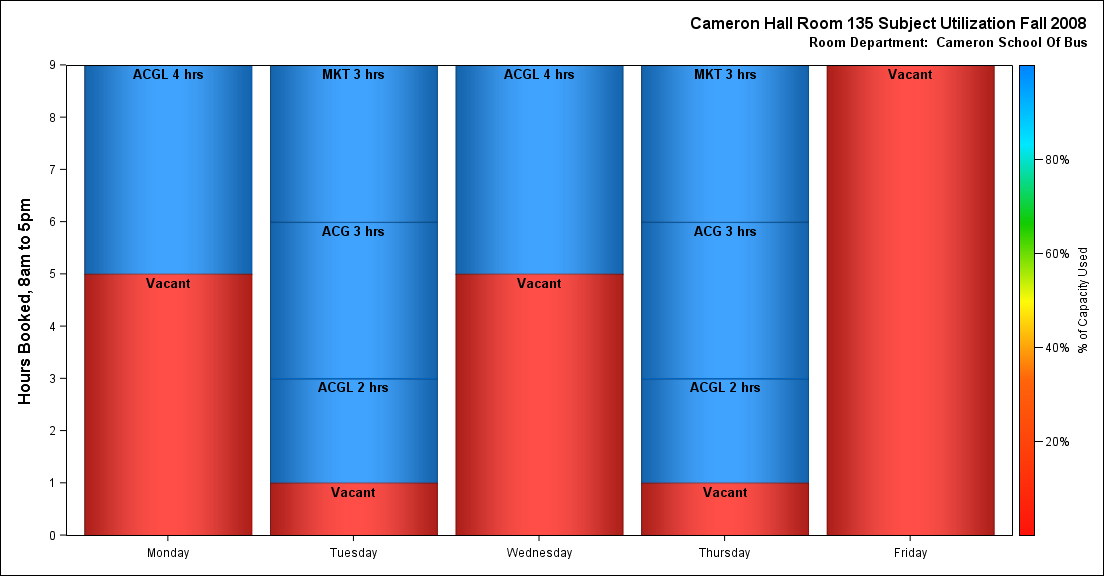 Cameron Hall Room 135 Subject Utilization Fall 2008
Room Department:  Cameron School Of Bus
Hours Booked, 8am to 5pm
9
8
7
6
5
4
3
2
1
0
ACGL 4 hrs
Vacant
MKT 3 hrs
ACG 3 hrs
ACGL 2 hrs
Vacant
ACGL 4 hrs
Vacant
MKT 3 hrs
ACG 3 hrs
ACGL 2 hrs
Vacant
Vacant
Monday
Tuesday
Wednesday
Thursday
Friday
80%
60%
40%
20%
% of Capacity Used